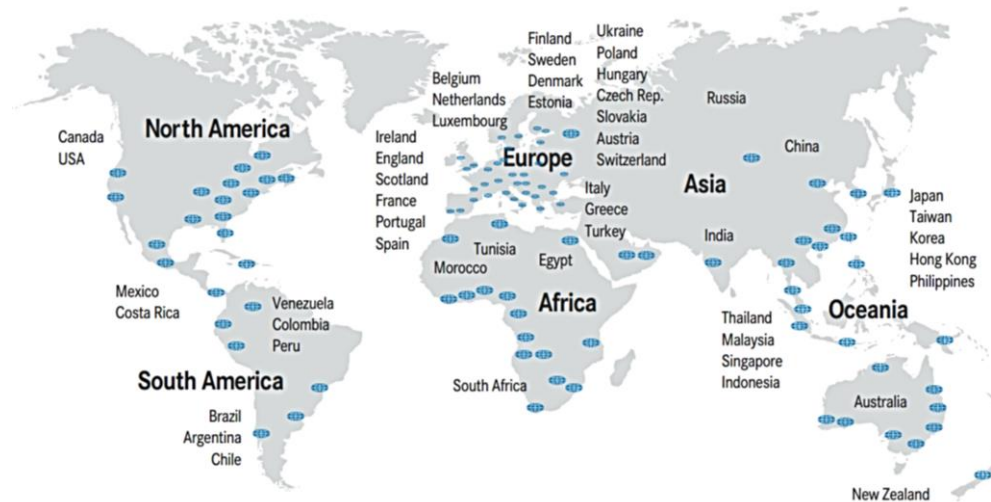 North America
Canada
USA
Mexico
Costa Rica
Venezuela
Colombia
Peru
South America
Brazil
Argentina
Chile
Belgium
Netherlands
Luxembourg
Ireland
England
Scotland
France
Portugal
Spain
Finland
Sweden
Denmark
Estonia
Ukraine
Poland
Hungary
Czech Rep.
Slovakia
Austria
Switzerland
Europe
Italy
Greece
Turkey
Tunisia
Morocco
Egypt
Africa
South Africa
Russia
China
Asia
India
Japan
Taiwan
Korea
Hong Kong
Philippines
Thailand
Malaysia
Singapore
Indonesia
Oceania
Australia
New Zealand